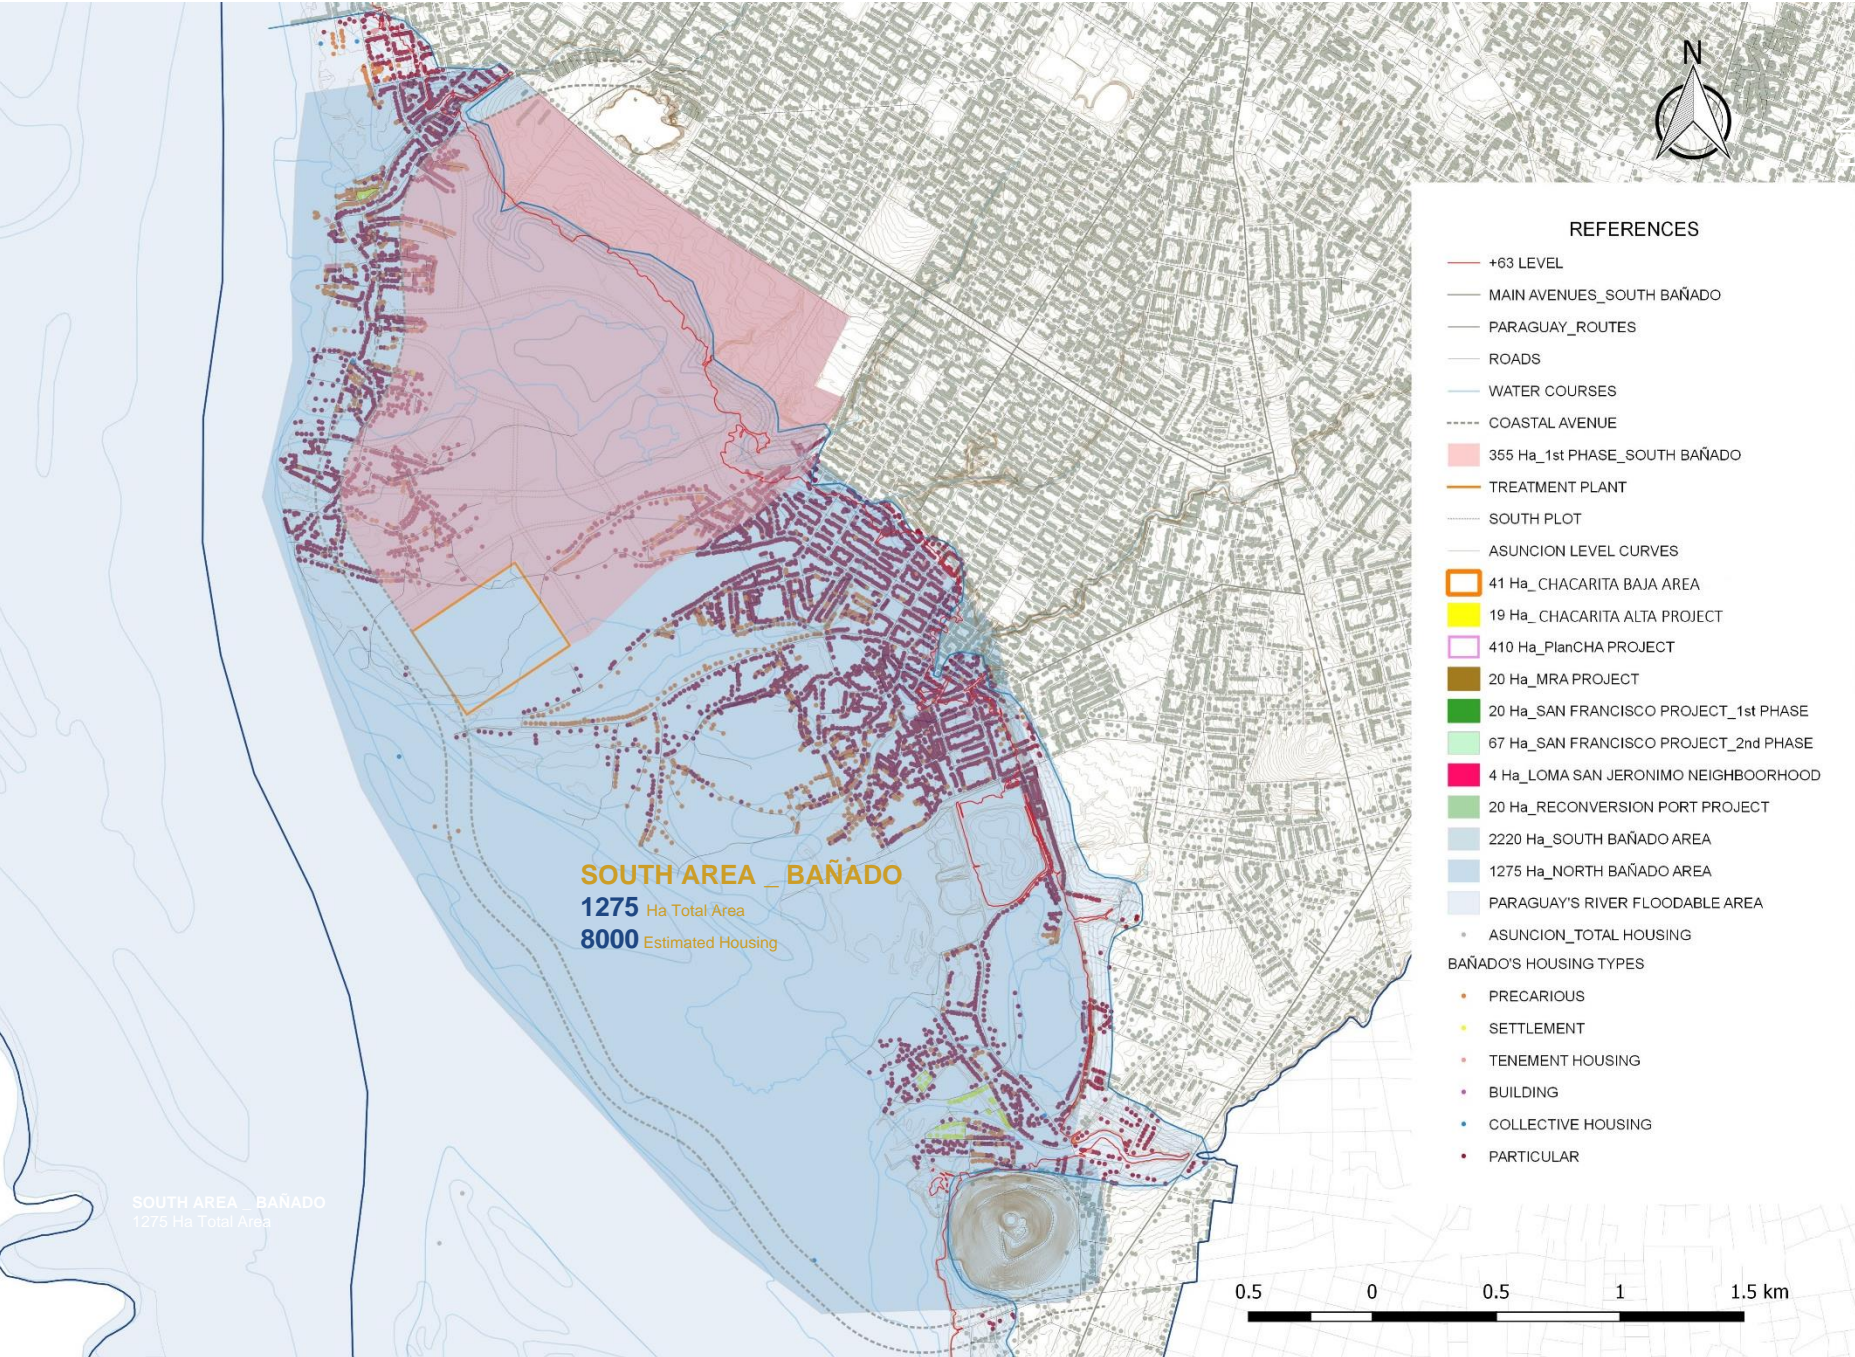 N
REFERENCES
+63 LEVEL
MAIN AVENUES_SOUTH BAÑADO
PARAGUAY_ROUTES
ROADS
WATER COURSES
COASTAL AVENUE
355 Ha_1st PHASE_SOUTH BAÑADO
TREATMENT PLANT
SOUTH PLOT
ASUNCION LEVEL CURVES
41 Ha_ CHACARITA BAJA AREA
19 Ha_ CHACARITA ALTA PROJECT
410 Ha_PlanCHA PROJECT
20 Ha_MRA PROJECT
20 Ha_SAN FRANCISCO PROJECT_1st PHASE
67 Ha_SAN FRANCISCO PROJECT_2nd PHASE
4 Ha_LOMA SAN JERONIMO NEIGHBOORHOOD
20 Ha_RECONVERSION PORT PROJECT
2220 Ha_SOUTH BAÑADO AREA
1275 Ha_NORTH BAÑADO AREA
PARAGUAY'S RIVER FLOODABLE AREA
ASUNCION_TOTAL HOUSING
BAÑADO'S HOUSING TYPES
PRECARIOUS
SETTLEMENT
TENEMENT HOUSING
BUILDING
COLLECTIVE HOUSING
PARTICULAR
SOUTH AREA _ BAÑADO
1275 Ha Total Area
8000 Estimated Housing
SOUTH AREA _ BAÑADO
1275 Ha Total Area
0.5 0 0.5 1 1.5 km